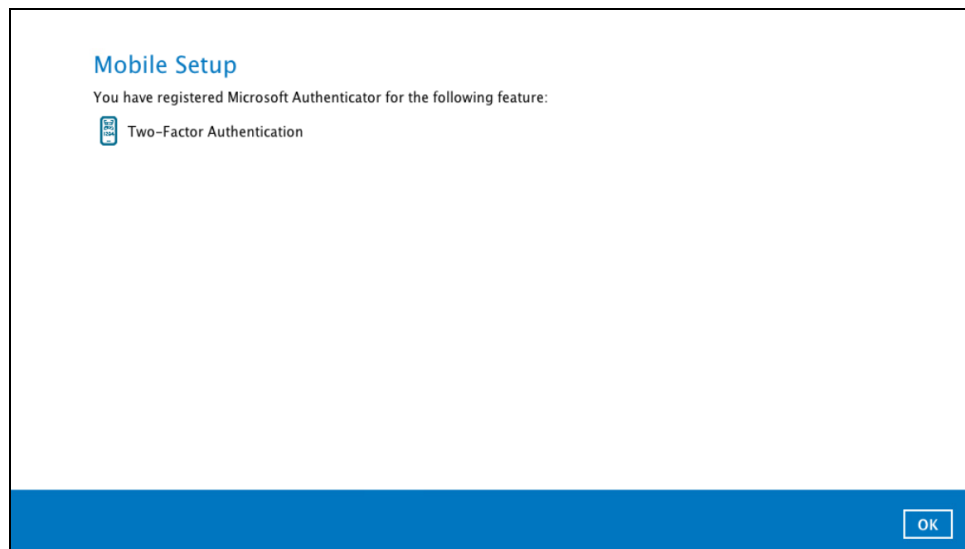 Mobile Setup
You have registered Microsoft Authenticator for the following feature:
Two-Factor Authentication
OK